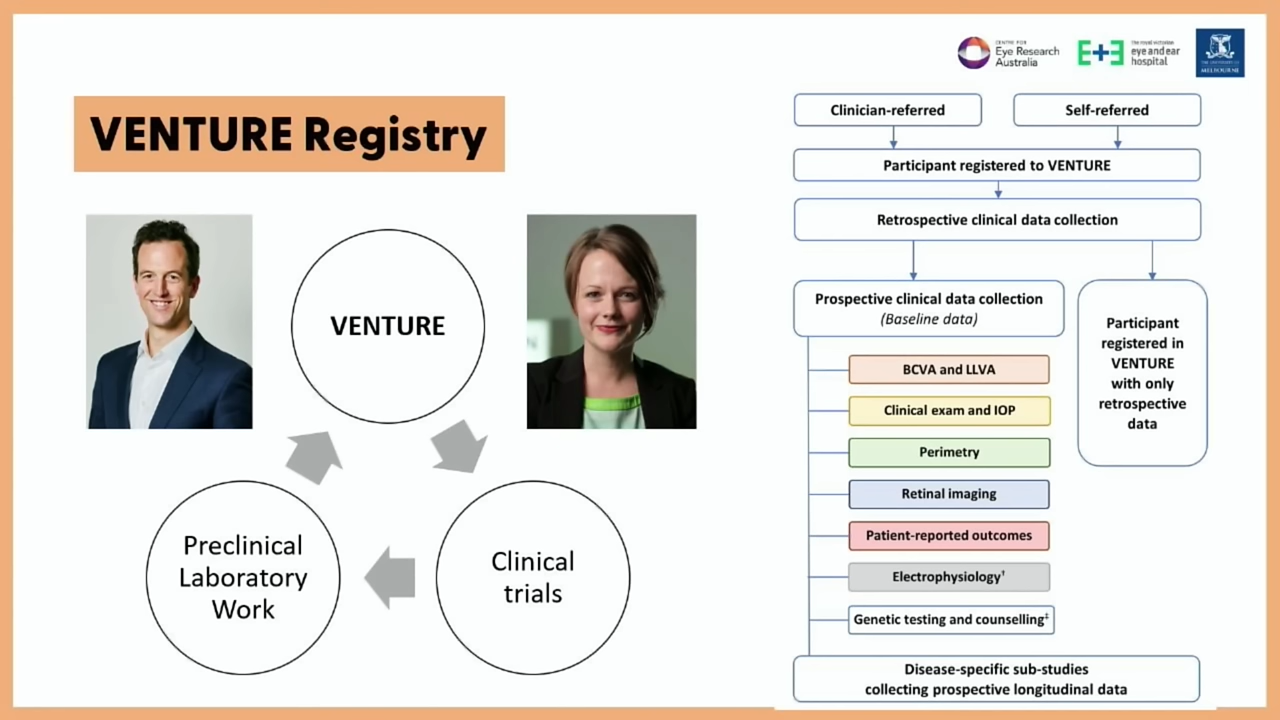 CENTRE FOR
Eye Research
Australia
E+E
the royal victorian
eye and ear
hospital
THE UNIVERSITY OF
MELBOURNE
VENTURE Registry
VENTURE
Preclinical
Laboratory
Work
Clinical
trials
Clinician-referred
Self-referred
Participant registered to VENTURE
Retrospective clinical data collection
Prospective clinical data collection
(Baseline data)
Participant
registered in
VENTURE
with only
retrospective
data
BCVA and LLVA
Clinical exam and IOP
Perimetry
Retinal imaging
Patient-reported outcomes
Electrophysiology†
Genetic testing and counselling‡
Disease-specific sub-studies
collecting prospective longitudinal data